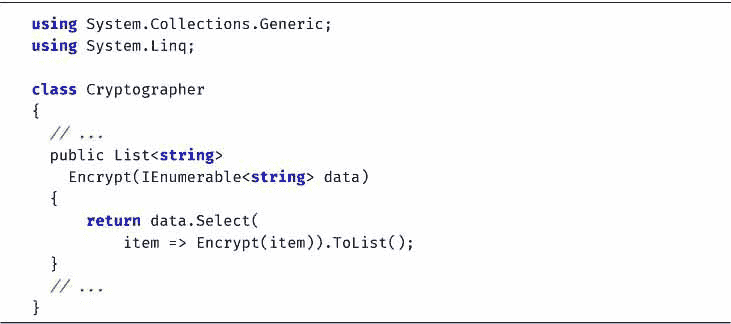 using System.Collections.Generic;
using System.Linq;

class Cryptographer
{
  // ...
  public List<string>
    Encrypt(IEnumerable<string> data)
  {
      return data.Select(
          item => Encrypt(item)).ToList();
  }
  // ...
}